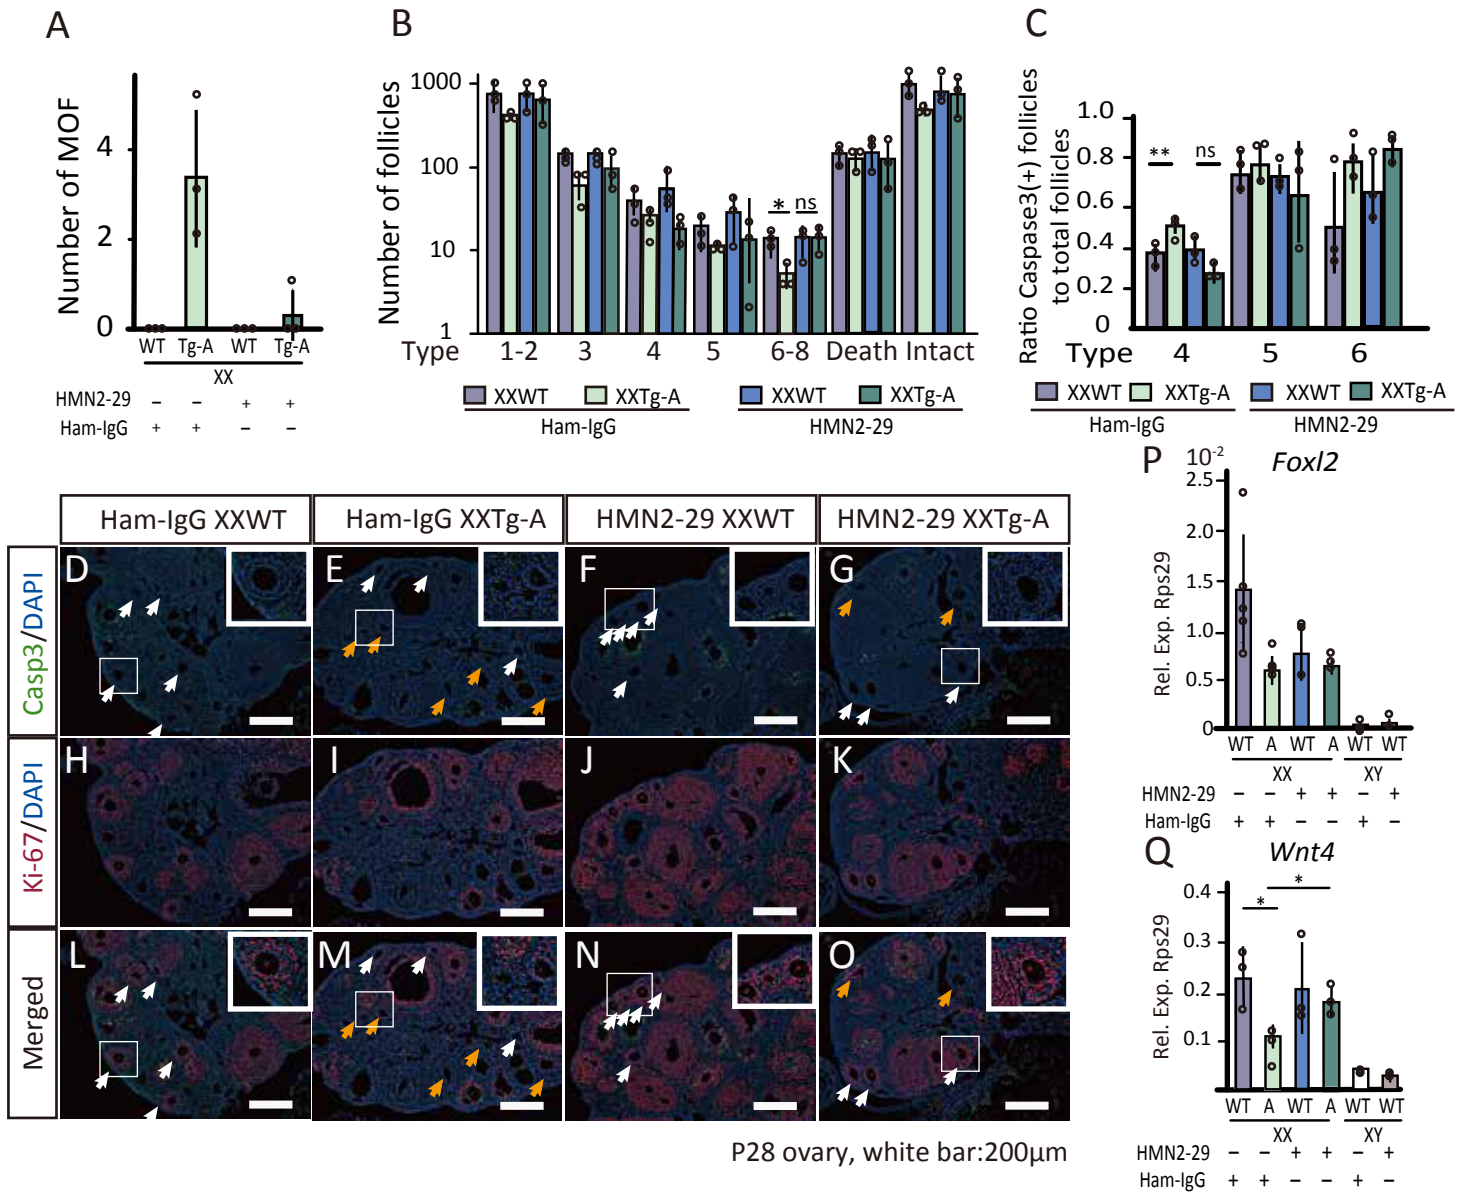 A
Number of MOF
4
2
0
WT Tg-A WT Tg-A
XX
HMN2-29 − − + +
Ham-IgG + + − −
B
Number of follicles
1000
100
10
1
* ns
Type 1-2 3 4 5 6-8 Death Intact
XXWT XXTg-A XXWT XXTg-A
Ham-IgG HMN2-29
C
Ratio Caspase3(+) follicles
to total follicles
1.0
0.8
0.6
0.4
0.2
0
** ns
Type 4 5 6
XXWT XXTg-A XXWT XXTg-A
Ham-IgG HMN2-29
Ham-IgG XXWT Ham-IgG XXTg-A HMN2-29 XXWT HMN2-29 XXTg-A
Casp3/DAPI
D E F G
Ki-67/DAPI
H I J K
Merged
L M N O
P28 ovary, white bar:200μm
P
10-2
Foxl2
Rel. Exp. Rps29
2.5
2.0
1.5
1.0
0.5
0
WT A WT A WT WT
XX XY
HMN2-29 − − + + − +
Ham-IgG + + − − + −
Q
Wnt4
Rel. Exp. Rps29
0.4
0.3
0.2
0.1
* *
WT A WT A WT WT
XX XY
HMN2-29 − − + + − +
Ham-IgG + + − − + −